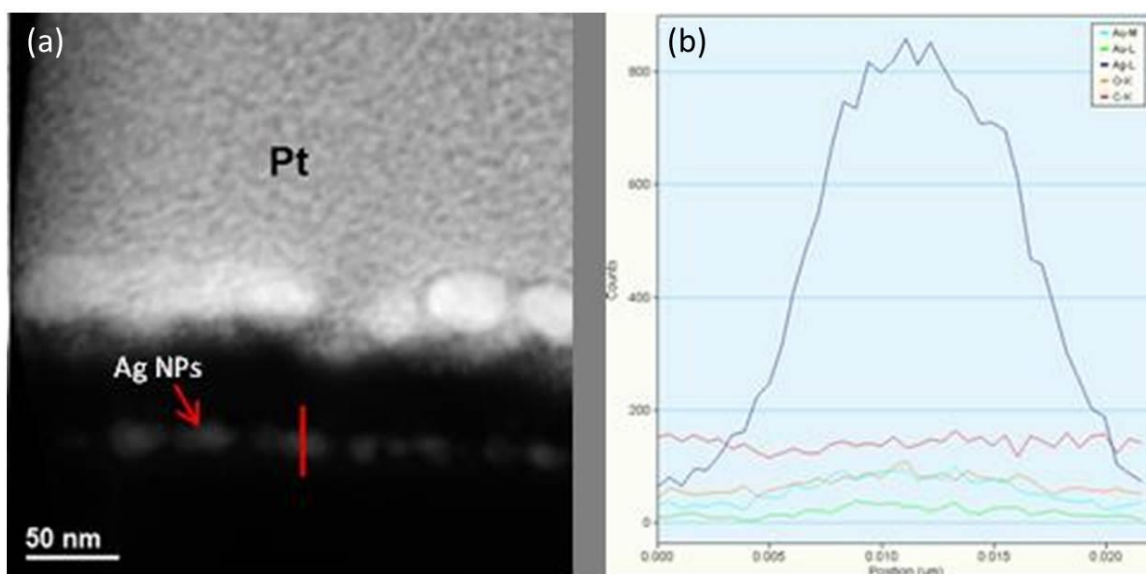 (a)
Pt
Ag NPs
50 nm
(b)
Au-M
Au-L
Ag-L
O-K
C-K
800
600
400
200
0
Counts
0.000
0.005
0.010
0.015
0.020
Position (um)